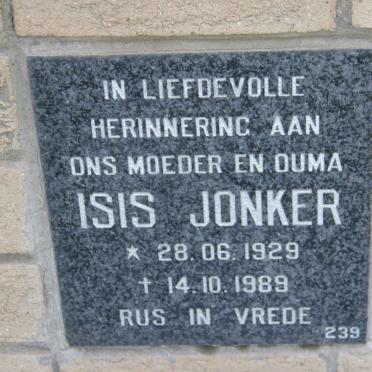 IN LIEFDEVOLLE
HERINNERING AAN
ONS MOEDER EN OUMA
ISIS JONKER
* 28.06.1929
† 14.10.1989
RUS IN VREDE
239